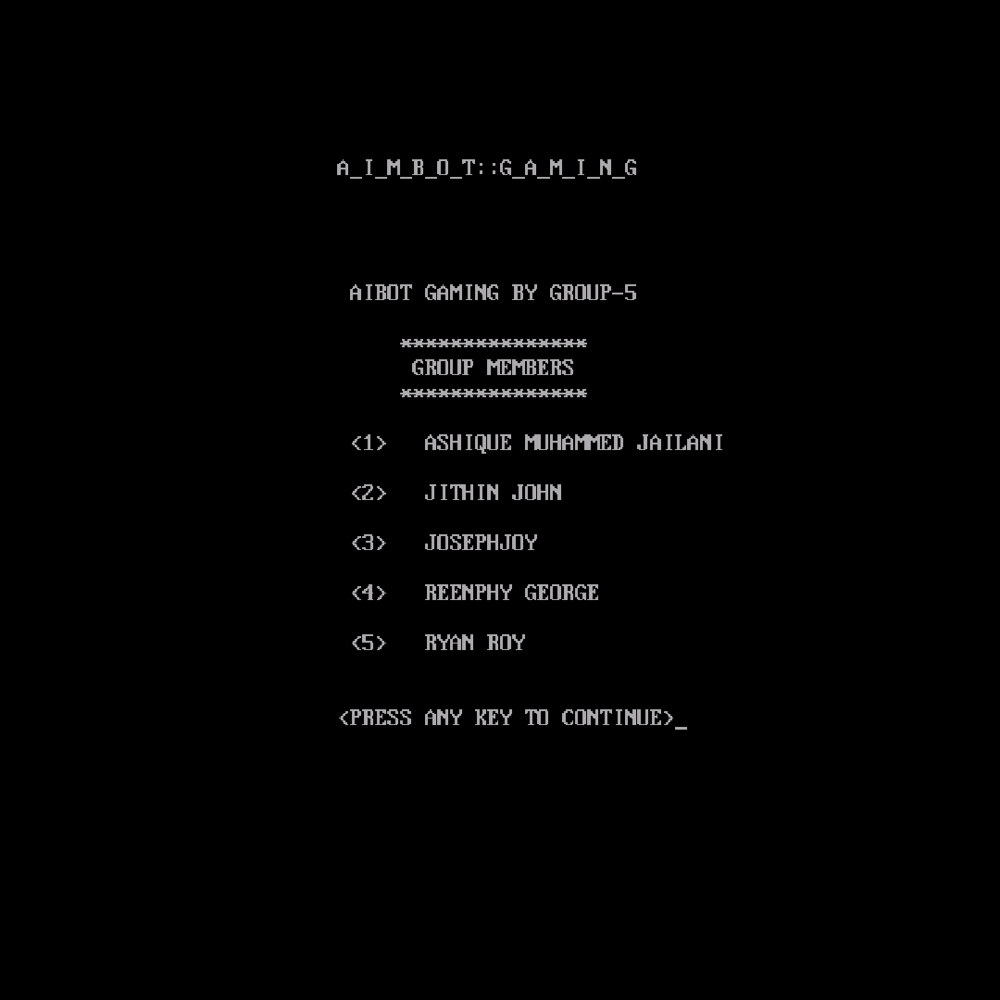 A_I_M_B_O_T::G_A_M_I_N_G
AIBOT GAMING BY GROUP-5
***************
GROUP MEMBERS
***************
<1> ASHIQUE MUHAMMED JAILANI
<2> JITHIN JOHN
<3> JOSEPHJOY
<4> REENPHY GEORGE
<5> RYAN ROY
<PRESS ANY KEY TO CONTINUE>_